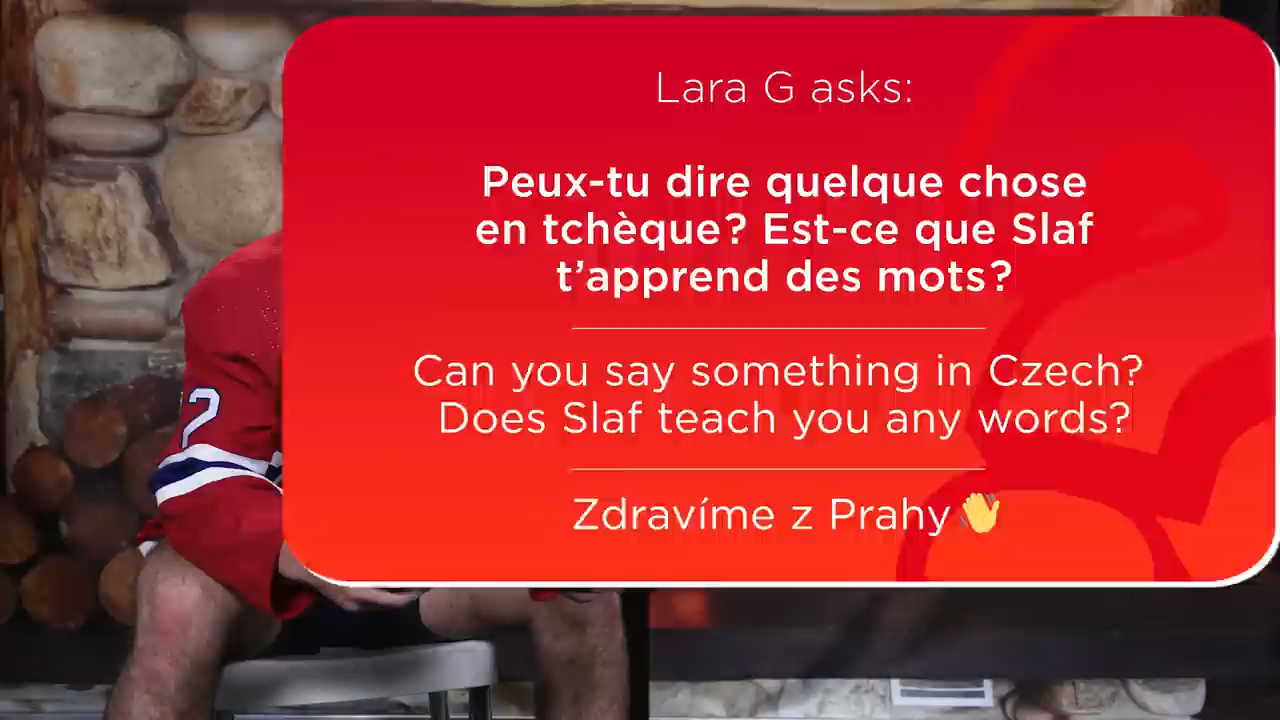 Lara G asks:
Peux-tu dire quelque chose
en tchèque? Est-ce que Slaf
t’apprend des mots?
Can you say something in Czech?
Does Slaf teach you any words?
Zdravíme z Prahy 👋
2